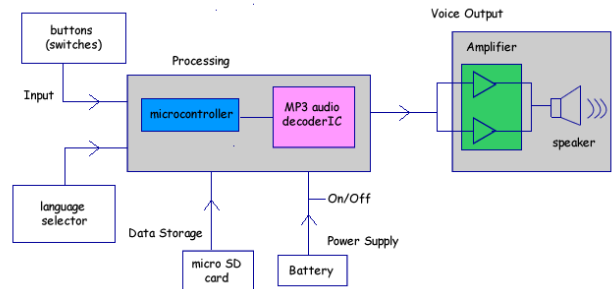 Voice Output
buttons
(switches)
Amplifier
Processing
Input
microcontroller
MP3 audio
decoderIC
speaker
language
selector
On/Off
Data Storage
Power Supply
micro SD
card
Battery